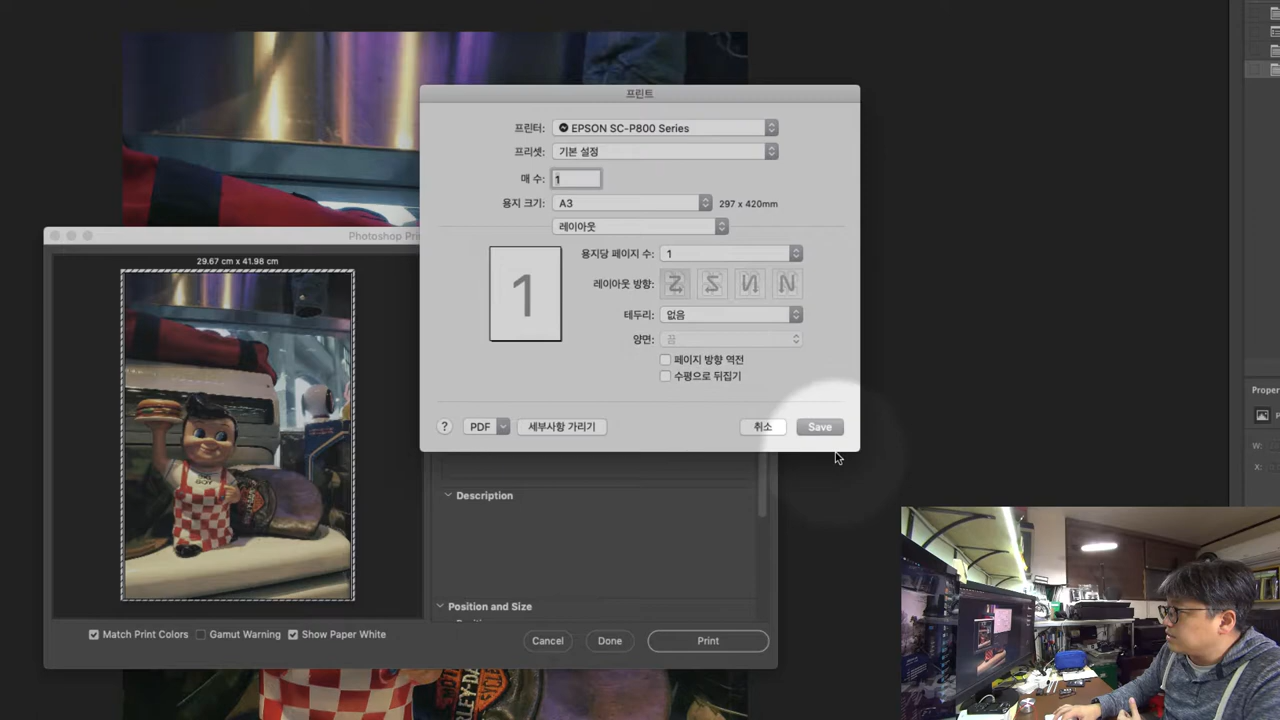 프린트
프린터: EPSON SC-P800 Series
프리셋: 기본 설정
매 수: 1
용지 크기: A3 297 x 420mm
레이아웃
1
용지당 페이지 수: 1
레이아웃 방향:
테두리: 없음
양면: 끔
페이지 방향 역전
수평으로 뒤집기
? PDF 세부사항 가리기 취소 Save
Photoshop Prin
29.67 cm x 41.98 cm
Description
Position and Size
Match Print Colors Gamut Warning Show Paper White
Cancel Done Print
Proper
W:
X: